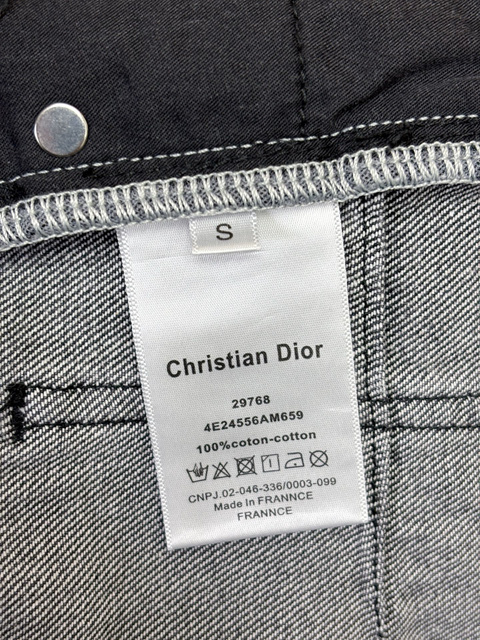 S
Christian Dior
29768
4E24556AM659
100%coton-cotton
CNPJ.02-046-336/0003-099
Made in FRANNCE
FRANNCE